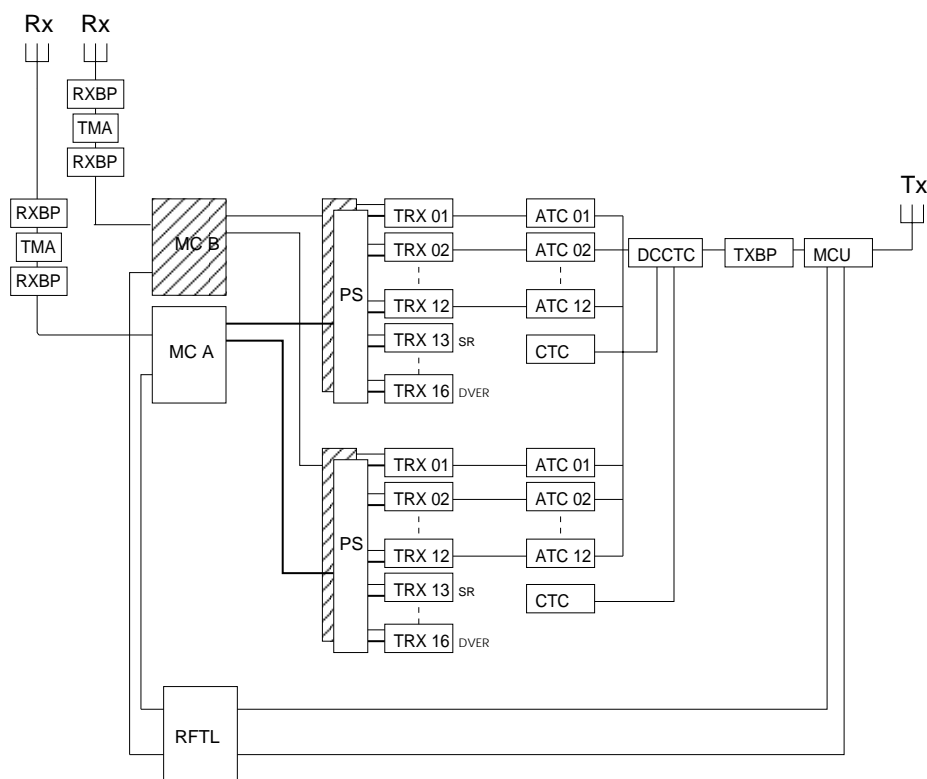 Rx Rx
RXBP
TMA
RXBP
Tx
RXBP
TMA
RXBP
MC B
MC A
PS
TRX 01 ATC 01
TRX 02 ATC 02
DCCTC TXBP MCU
TRX 12 ATC 12
TRX 13 SR
CTC
TRX 16 DVER
PS
TRX 01 ATC 01
TRX 02 ATC 02
TRX 12 ATC 12
TRX 13 SR
CTC
TRX 16 DVER
RFTL